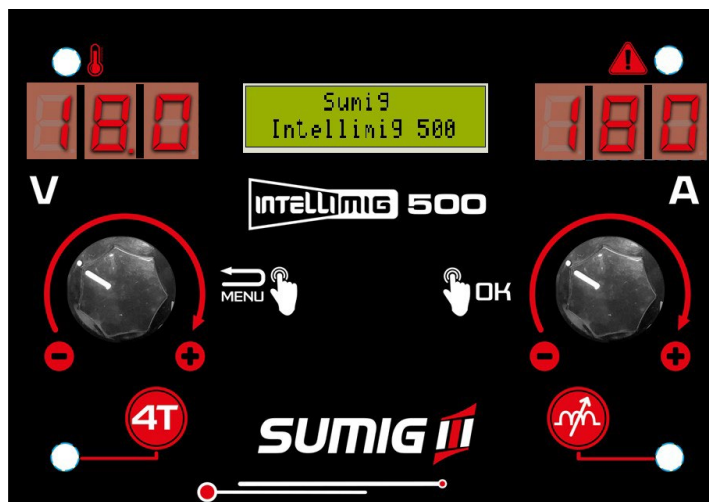 18.0
Sumig
Intellimig 500
180
V
INTELLIMIG 500
A
MENU
OK
4T
SUMIG